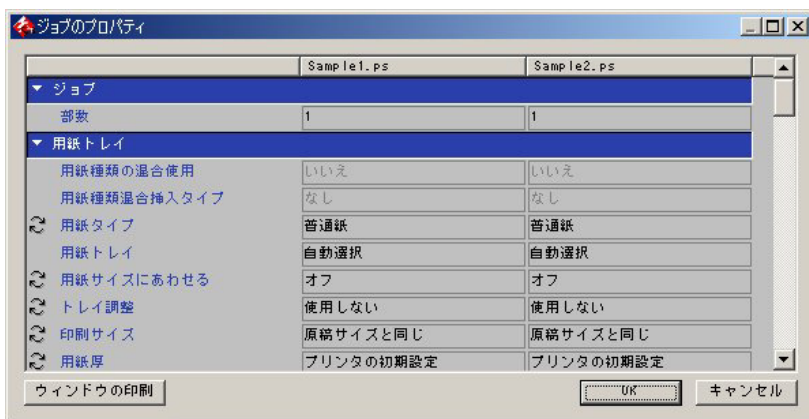 ジョブのプロパティ
Sample1.ps Sample2.ps
ジョブ
部数 1 1
用紙トレイ
用紙種類の混合使用 いいえ いいえ
用紙種類混合挿入タイプ なし なし
用紙タイプ 普通紙 普通紙
用紙トレイ 自動選択 自動選択
用紙サイズにあわせる オフ オフ
トレイ調整 使用しない 使用しない
印刷サイズ 原稿サイズと同じ 原稿サイズと同じ
用紙厚 プリンタの初期設定 プリンタの初期設定
ウィンドウの印刷 OK キャンセル